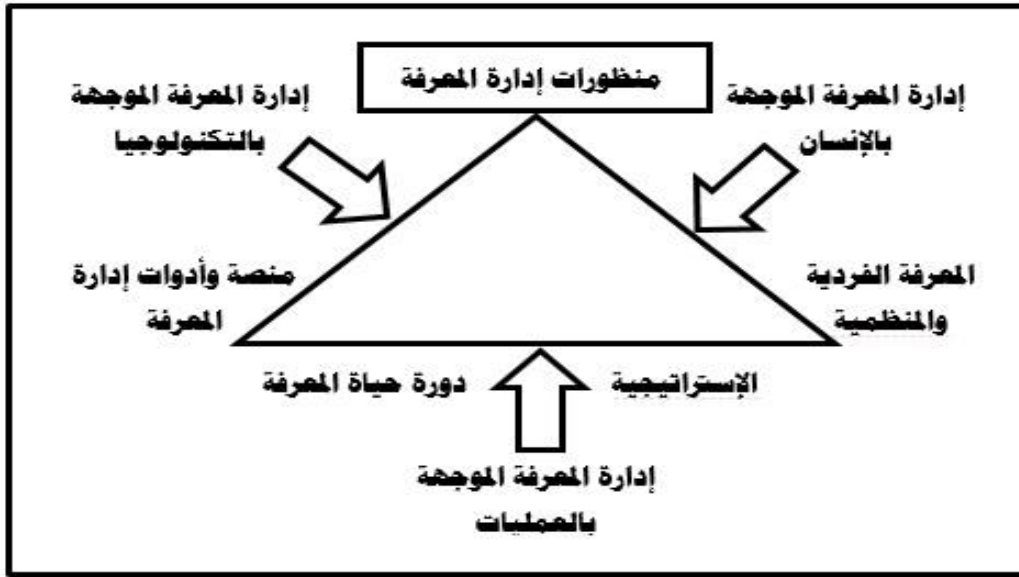 منظورات إدارة المعرفة
إدارة المعرفة الموجهة
بالإنسان
إدارة المعرفة الموجهة
بالتكنولوجيا
المعرفة الفردية
والمنظمية
منصة وأدوات إدارة
المعرفة
الإستراتيجية
دورة حياة المعرفة
إدارة المعرفة الموجهة
بالعمليات